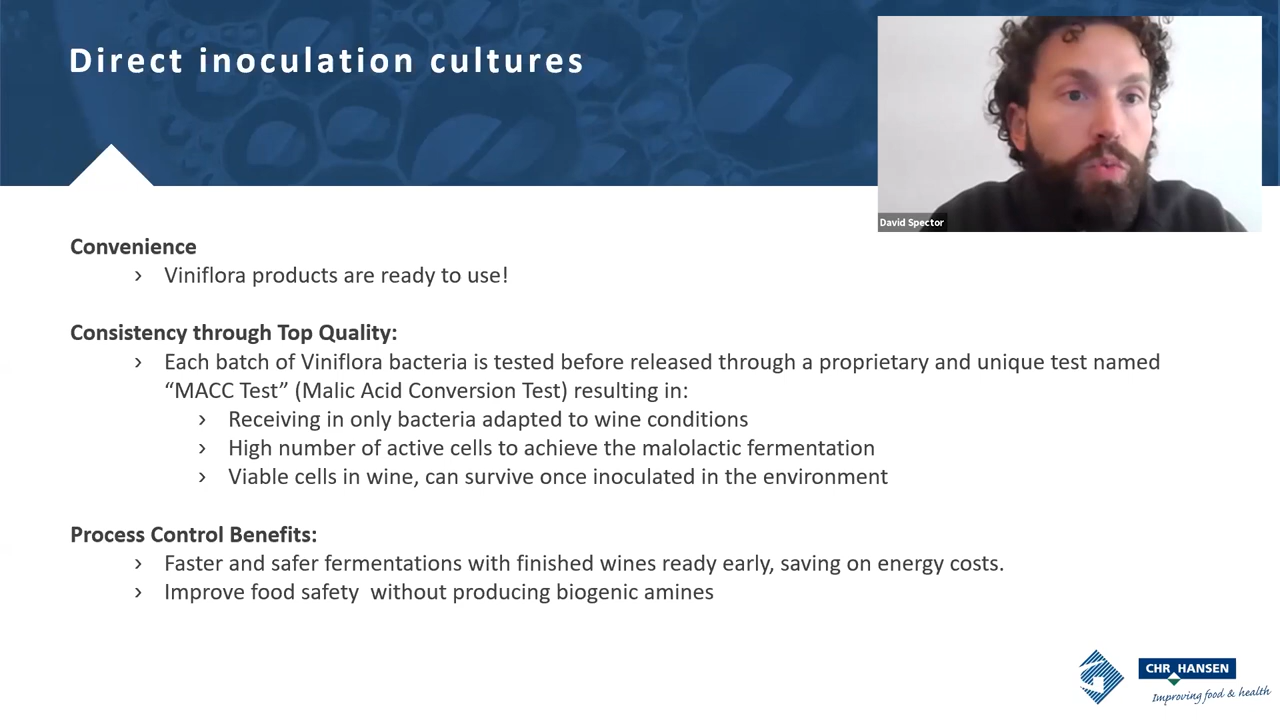 Direct inoculation cultures
David Spector
Convenience
› Viniflora products are ready to use!
Consistency through Top Quality:
› Each batch of Viniflora bacteria is tested before released through a proprietary and unique test named
“MACC Test” (Malic Acid Conversion Test) resulting in:
› Receiving in only bacteria adapted to wine conditions
› High number of active cells to achieve the malolactic fermentation
› Viable cells in wine, can survive once inoculated in the environment
Process Control Benefits:
› Faster and safer fermentations with finished wines ready early, saving on energy costs.
› Improve food safety  without producing biogenic amines
CHR HANSEN
Improving food & health